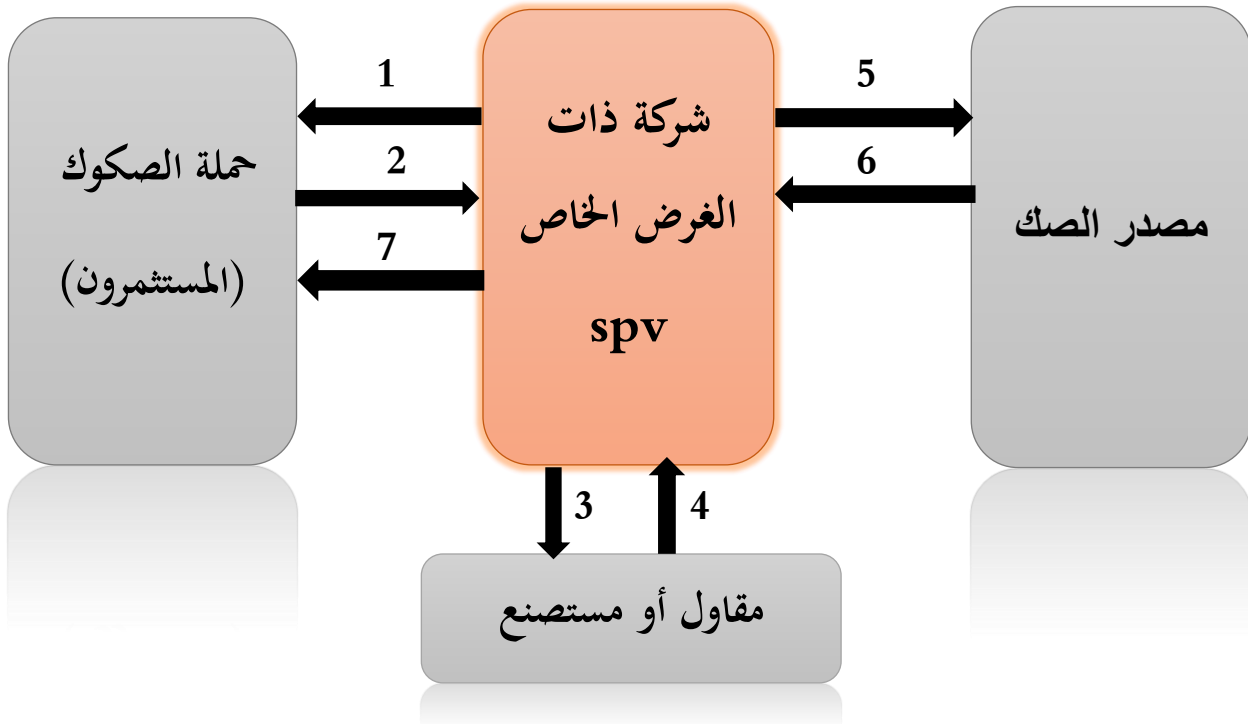 حملة الصكوك
(المستثمرون)
1
2
7
شركة ذات
الغرض الخاص
spv
5
6
مصدر الصك
3
4
مقاول أو مستصنع